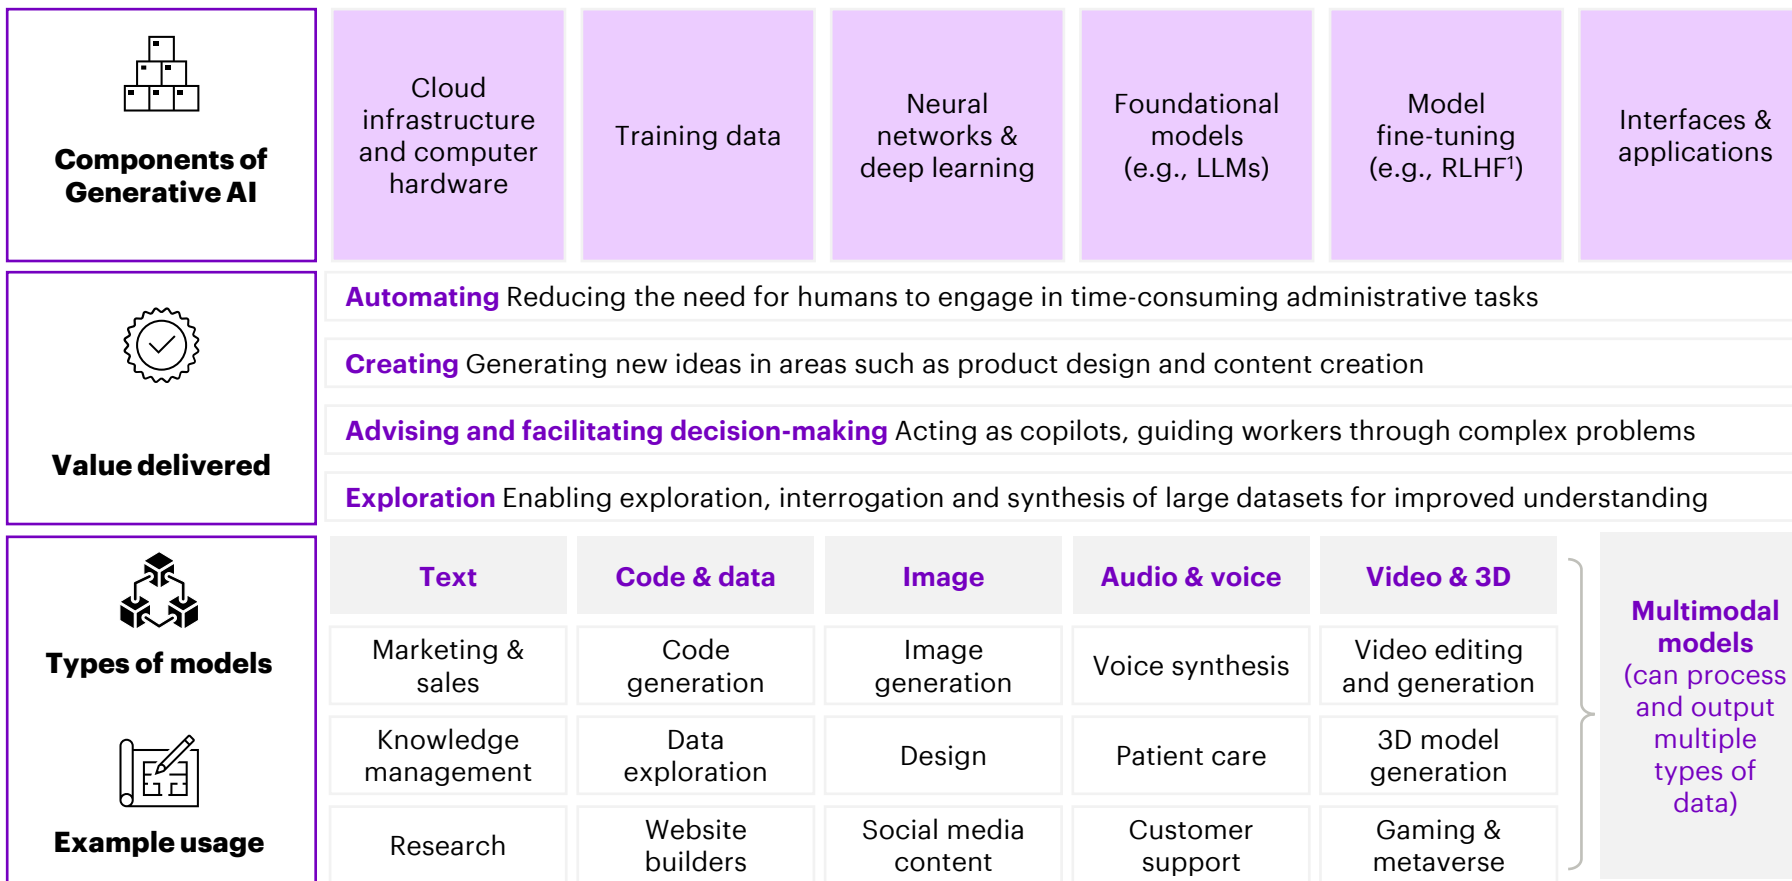 Components of
Generative AI
Cloud
infrastructure
and computer
hardware
Training data
Neural
networks &
deep learning
Foundational
models
(e.g., LLMs)
Model
fine-tuning
(e.g., RLHF¹)
Interfaces &
applications
Value delivered
Automating Reducing the need for humans to engage in time-consuming administrative tasks
Creating Generating new ideas in areas such as product design and content creation
Advising and facilitating decision-making Acting as copilots, guiding workers through complex problems
Exploration Enabling exploration, interrogation and synthesis of large datasets for improved understanding
Types of models
Example usage
Text
Code & data
Image
Audio & voice
Video & 3D
Marketing &
sales
Code
generation
Image
generation
Voice synthesis
Video editing
and generation
Knowledge
management
Data
exploration
Design
Patient care
3D model
generation
Research
Website
builders
Social media
content
Customer
support
Gaming &
metaverse
Multimodal
models
(can process
and output
multiple
types of
data)